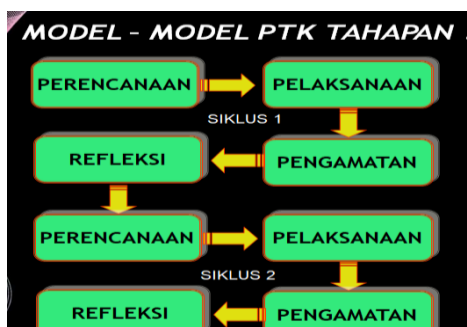 MODEL - MODEL PTK TAHAPAN
PERENCANAAN
PELAKSANAAN
SIKLUS 1
REFLEKSI
PENGAMATAN
PERENCANAAN
PELAKSANAAN
SIKLUS 2
REFLEKSI
PENGAMATAN